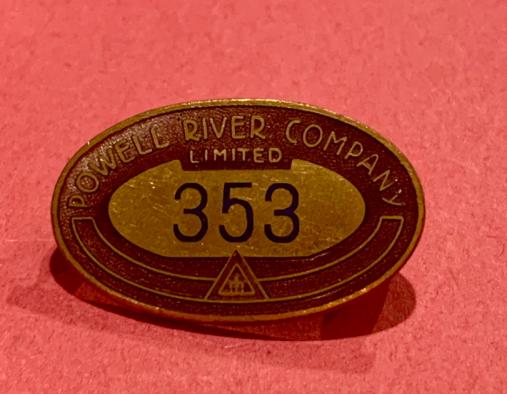 POWELL RIVER COMPANY
LIMITED
353